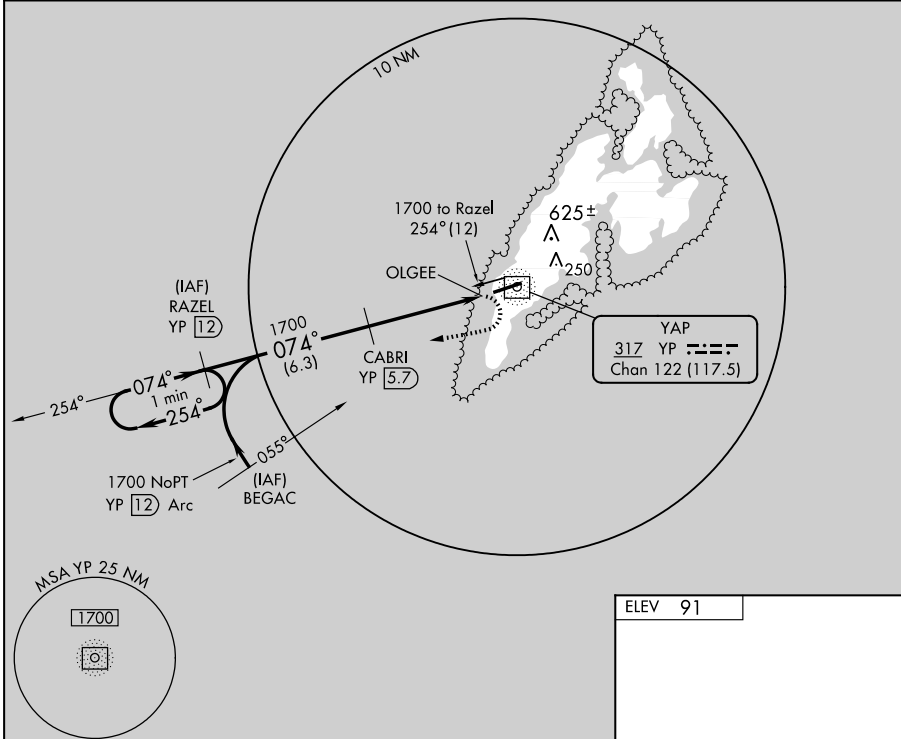 10 NM
1700 to Razel
254° (12)
625±
250
OLGEE
(IAF)
RAZEL
YP 12
1700
074°
(6.3)
CABRI
YP 5.7
YAP
317 YP
Chan 122 (117.5)
254°
074°
1 min
254°
055°
1700 NoPT
YP 12 Arc
(IAF)
BEGAC
MSA YP 25 NM
1700
ELEV 91